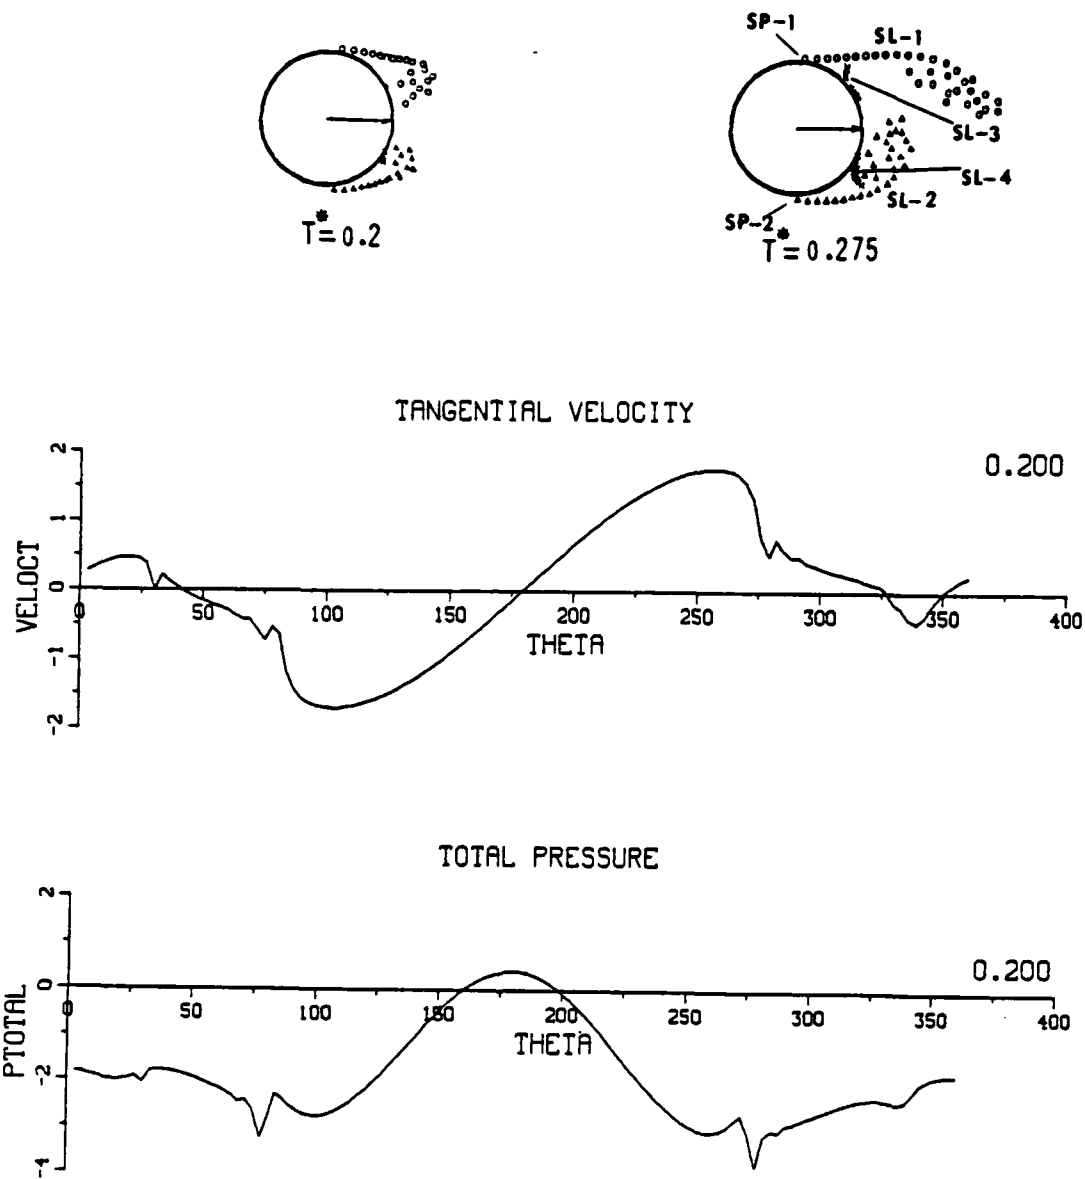 SP-1
SL-1
SL-3
SL-4
SL-2
SP-2
T*=0.2
T*=0.275
TANGENTIAL VELOCITY
0.200
VELOCT
2
1
0
-1
-2
0 50 100 150 200 250 300 350 400
THETA
TOTAL PRESSURE
0.200
PTOTAL
2
0
-2
-4
0 50 100 150 200 250 300 350 400
THETA